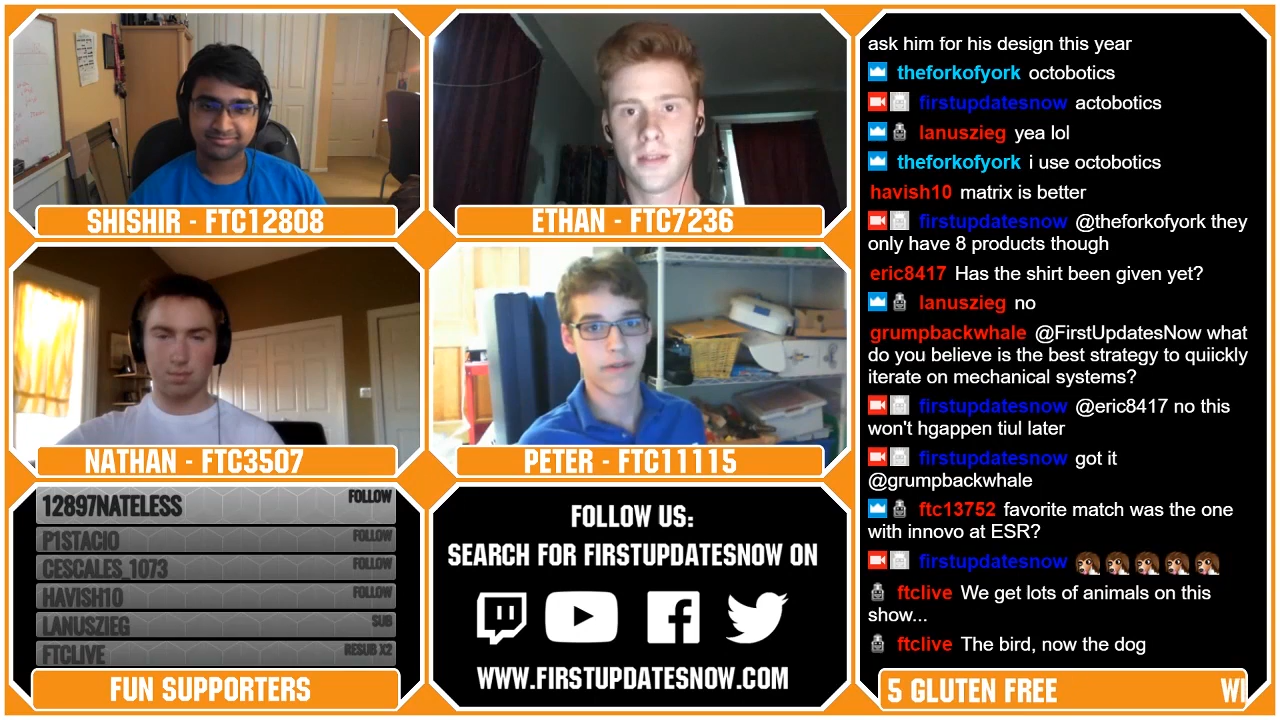 SHISHIR - FTC12808
ETHAN - FTC7236
NATHAN - FTC3507
PETER - FTC11115
12897NATELESS FOLLOW
P1STACIO FOLLOW
CESCALES_1073 FOLLOW
HAVISH10 FOLLOW
LANUSZIEG SUB
FTCLIVE RESUB X2
FUN SUPPORTERS
FOLLOW US:
SEARCH FOR FIRSTUPDATESNOW ON
WWW.FIRSTUPDATESNOW.COM
ask him for his design this year
theforkofyork octobotics
firstupdatesnow actobotics
lanuszieg yea lol
theforkofyork i use octobotics
havish10 matrix is better
firstupdatesnow @theforkofyork they
only have 8 products though
eric8417 Has the shirt been given yet?
lanuszieg no
grumpbackwhale @FirstUpdatesNow what
do you believe is the best strategy to quiickly
iterate on mechanical systems?
firstupdatesnow @eric8417 no this
won't hgappen tiul later
firstupdatesnow got it
@grumpbackwhale
ftc13752 favorite match was the one
with innovo at ESR?
firstupdatesnow
ftclive We get lots of animals on this
show...
ftclive The bird, now the dog
5 GLUTEN FREE WI